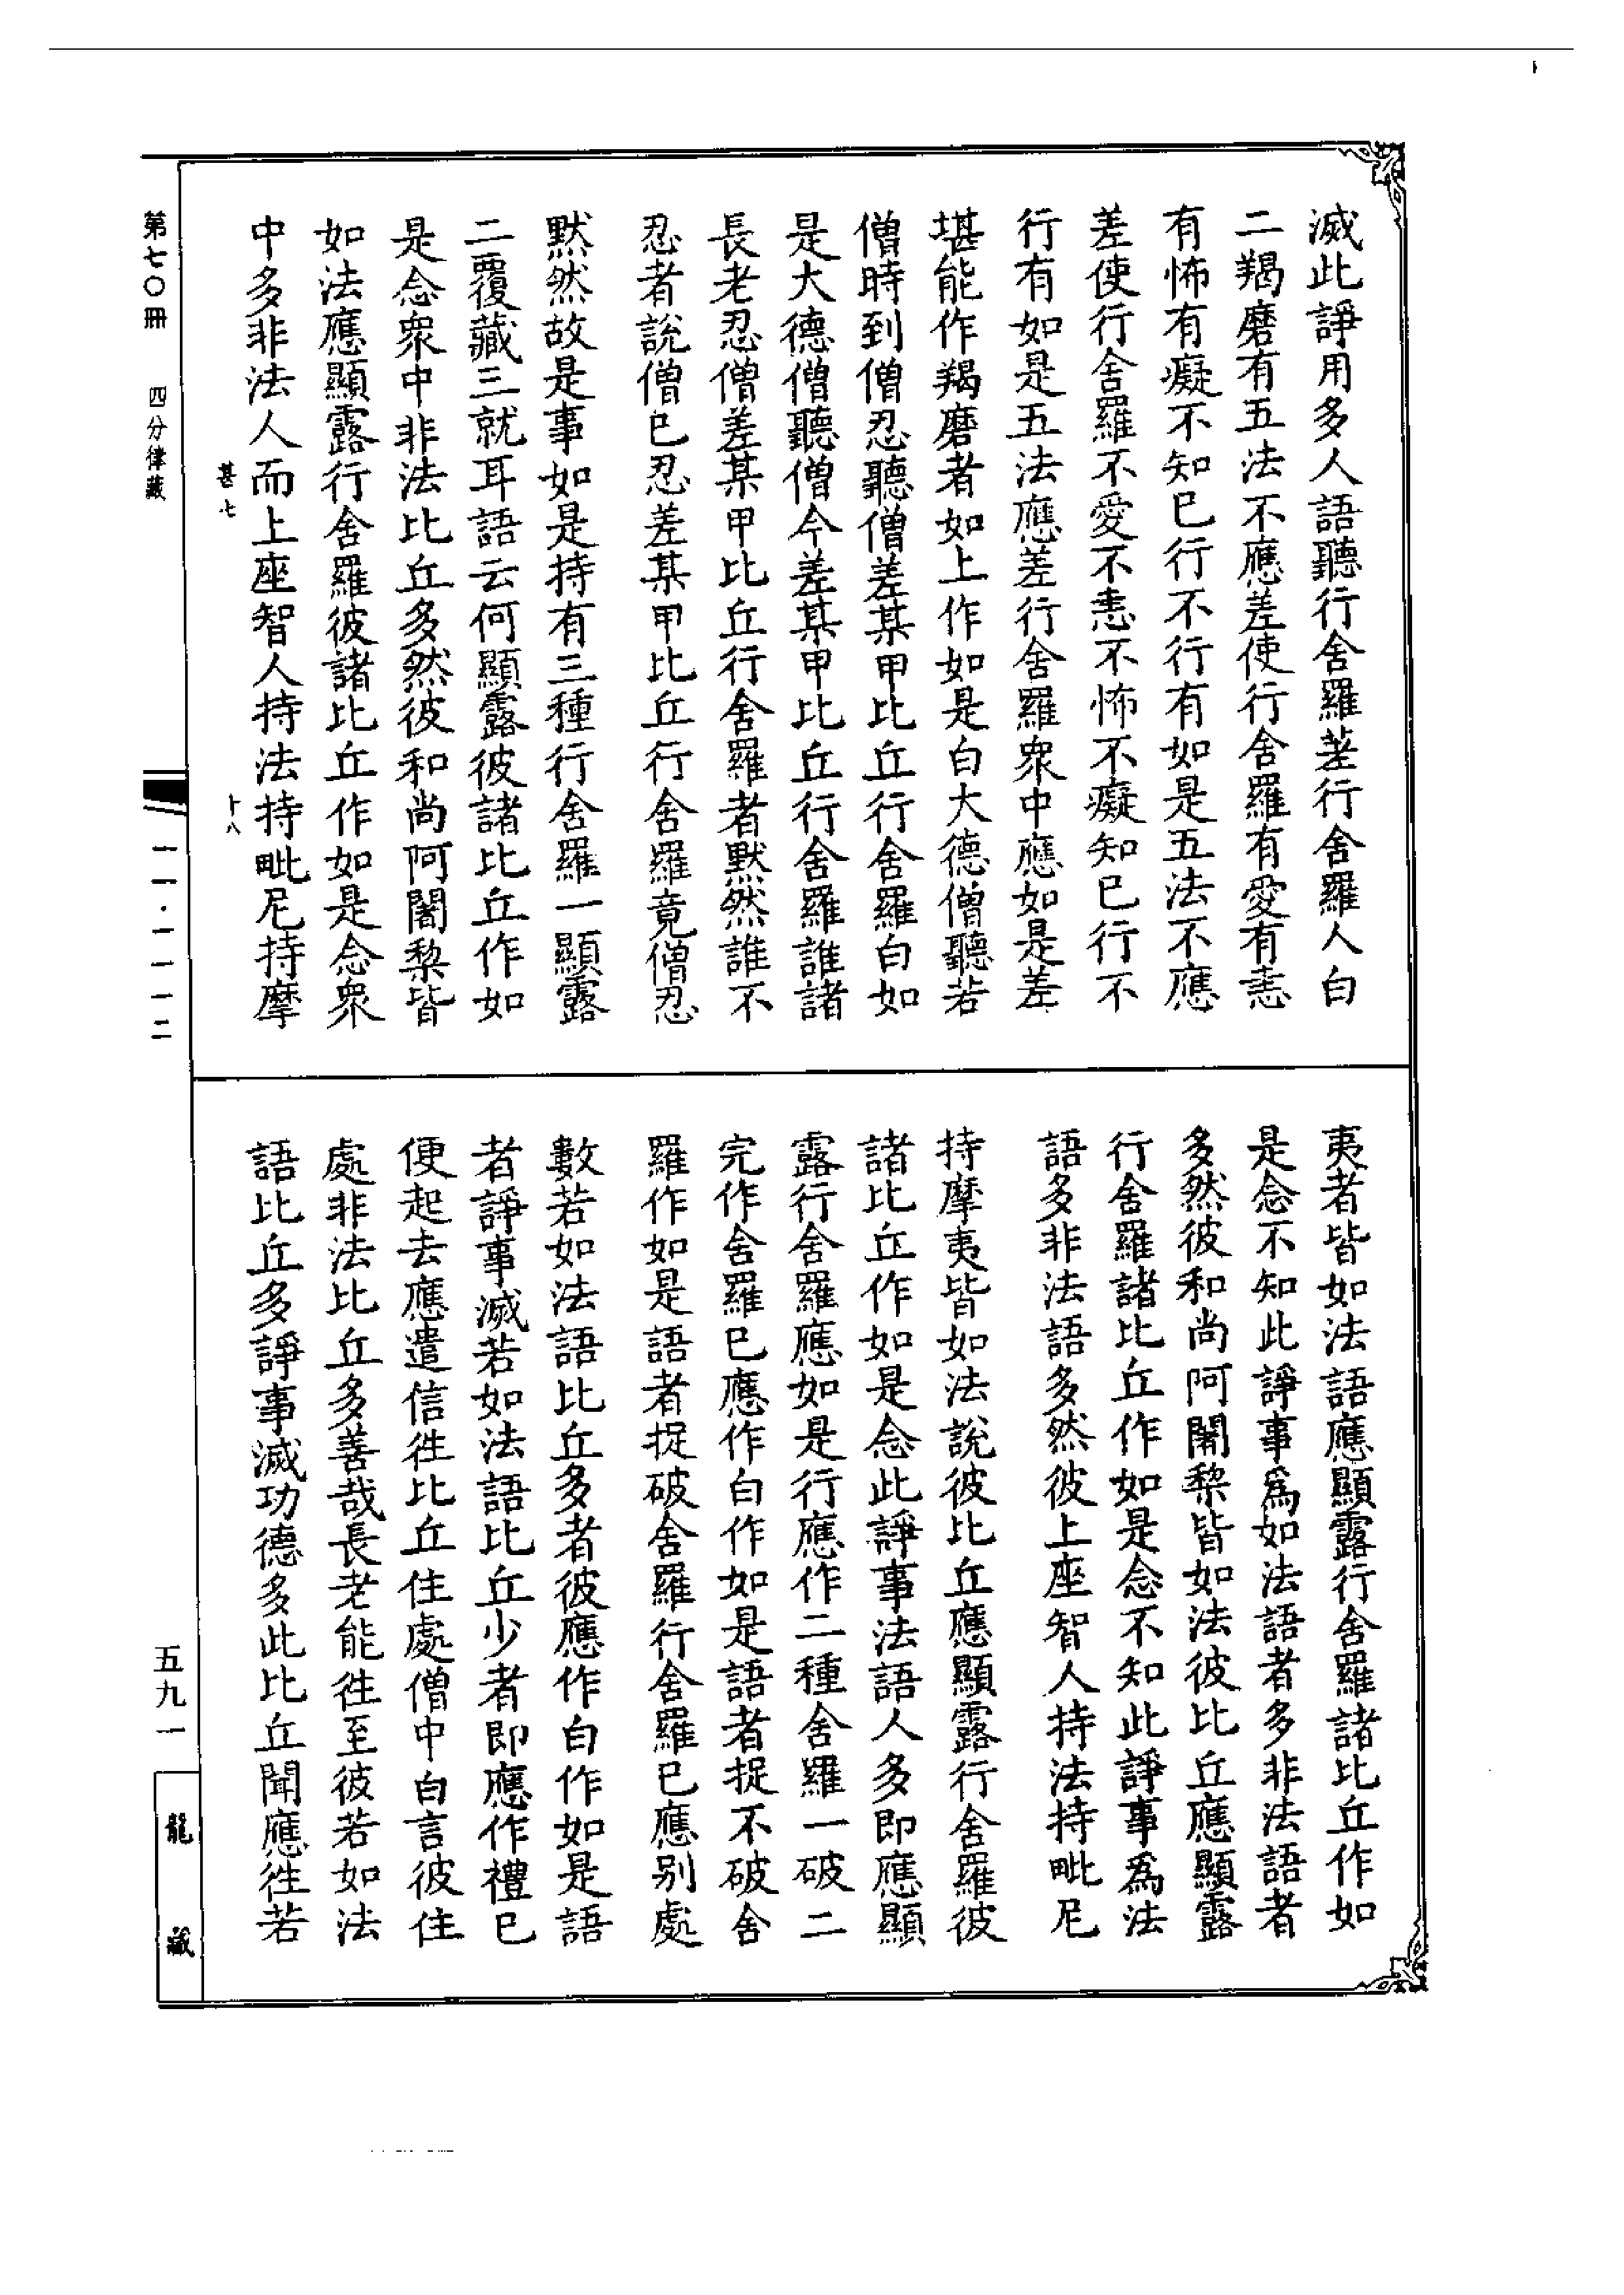 滅此諍用多人語聽行舍羅差行舍羅人白
二羯磨有五法不應差使行舍羅有愛有恚
有怖有癡不知已行不行有如是五法不應
差使行舍羅不愛不恚不怖不癡知已行不
行有如是五法應差行舍羅眾中應如是差
堪能作羯磨者如上作如是白大德僧聽若
僧時到僧忍聽僧差某甲比丘行舍羅白如
是大德僧聽僧今差某甲比丘行舍羅誰諸
長老忍僧差某甲比丘行舍羅者默然誰不
忍者說僧已忍差某甲比丘行舍羅竟僧忍
默然故是事如是持有三種行舍羅一顯露
二覆藏三就耳語云何顯露彼諸比丘作如
是念眾中非法比丘多然彼和尚阿闍梨皆
如法應顯露行舍羅彼諸比丘作如是念眾
中多非法人而上座智人持法持毗尼持摩
夷者皆如法語應顯露行舍羅諸比丘作如
是念不知此諍事爲如法語者多非法語者
多然彼和尚阿闍梨皆如法彼比丘應顯露
行舍羅諸比丘作如是念不知此諍事爲法
語多非法語多然彼上座智人持法持毗尼
持摩夷皆如法說彼比丘應顯露行舍羅彼
諸比丘作如是念此諍事法語人多即應顯
露行舍羅應如是行應作二種舍羅一破二
完作舍羅已應作白作如是語者捉不破舍
羅作如是語者捉破舍羅行舍羅已應別處
數若如法語比丘多者彼應作白作如是語
者諍事滅若如法語比丘少者即應作禮已
便起去應遣信徃比丘住處僧中白言彼住
處非法比丘多善哉長老能徃至彼若如法
語比丘多諍事滅功德多此比丘聞應徃若
甚七
十八
第七〇冊 四分律藏
一一·一一一二
五九一
龍藏